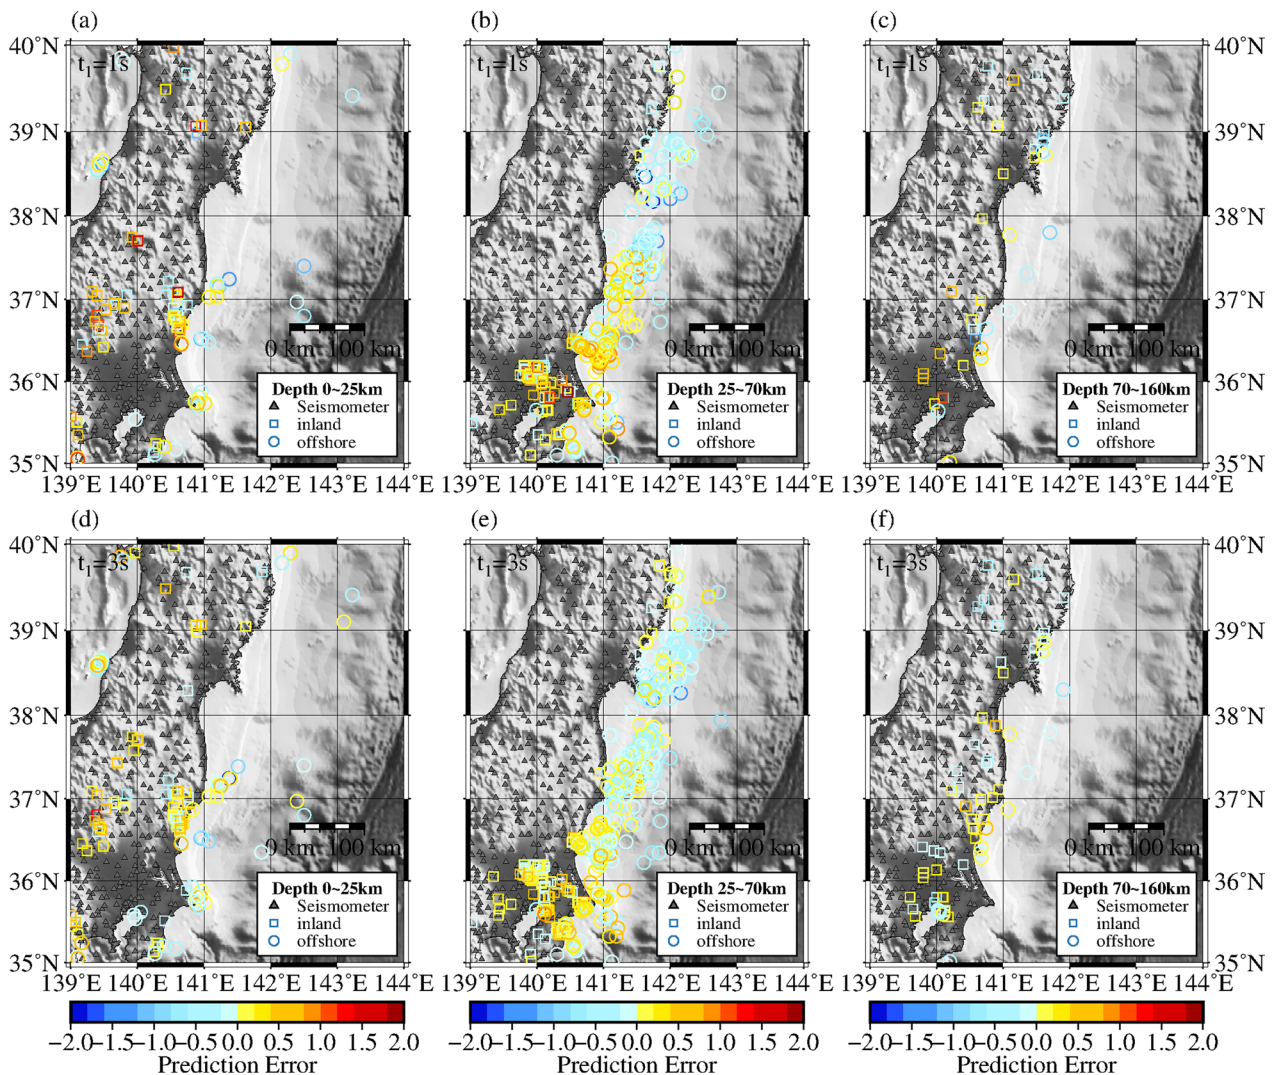 (a)
(b)
(c)
40°N
t₁=1s
t₁=1s
t₁=1s
40°N
39°N
39°N
38°N
38°N
37°N
37°N
0 km 100 km
0 km 100 km
0 km 100 km
36°N
36°N
Depth 0~25km
Seismometer
inland
offshore
Depth 25~70km
Seismometer
inland
offshore
Depth 70~160km
Seismometer
inland
offshore
35°N
35°N
139°E 140°E 141°E 142°E 143°E 144°E
139°E 140°E 141°E 142°E 143°E 144°E
139°E 140°E 141°E 142°E 143°E 144°E
(d)
(e)
(f)
40°N
t₁=3s
t₁=3s
t₁=3s
40°N
39°N
39°N
38°N
38°N
37°N
37°N
0 km 100 km
0 km 100 km
0 km 100 km
36°N
36°N
Depth 0~25km
Seismometer
inland
offshore
Depth 25~70km
Seismometer
inland
offshore
Depth 70~160km
Seismometer
inland
offshore
35°N
35°N
139°E 140°E 141°E 142°E 143°E 144°E
139°E 140°E 141°E 142°E 143°E 144°E
139°E 140°E 141°E 142°E 143°E 144°E
−2.0 −1.5 −1.0 −0.5 0.0 0.5 1.0 1.5 2.0
−2.0 −1.5 −1.0 −0.5 0.0 0.5 1.0 1.5 2.0
−2.0 −1.5 −1.0 −0.5 0.0 0.5 1.0 1.5 2.0
Prediction Error
Prediction Error
Prediction Error